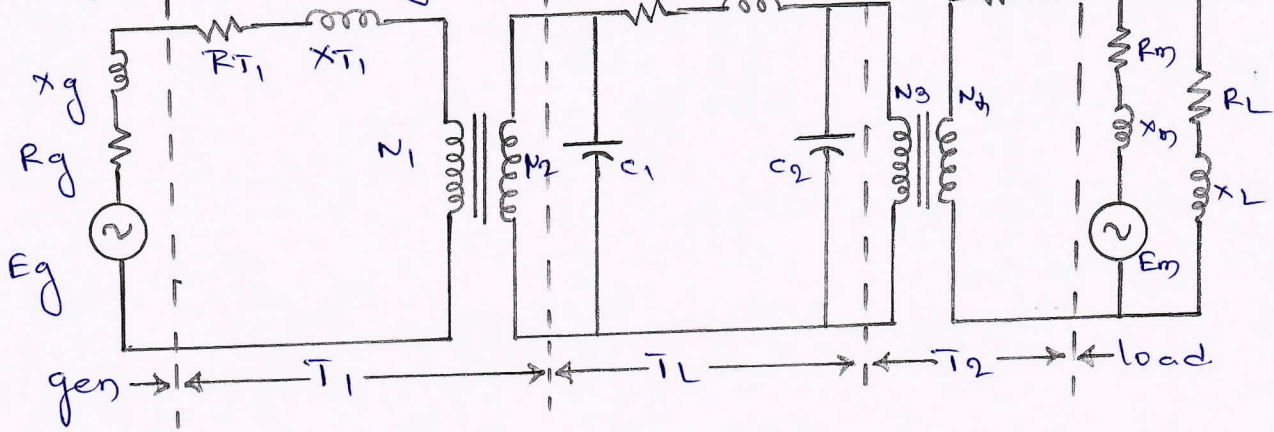 RT1 XT1
Xg
Rg
Eg
N1
N2
C1
C2
N3
N4
Rm
Xm
Em
RL
XL
gen
T1
TL
T2
load